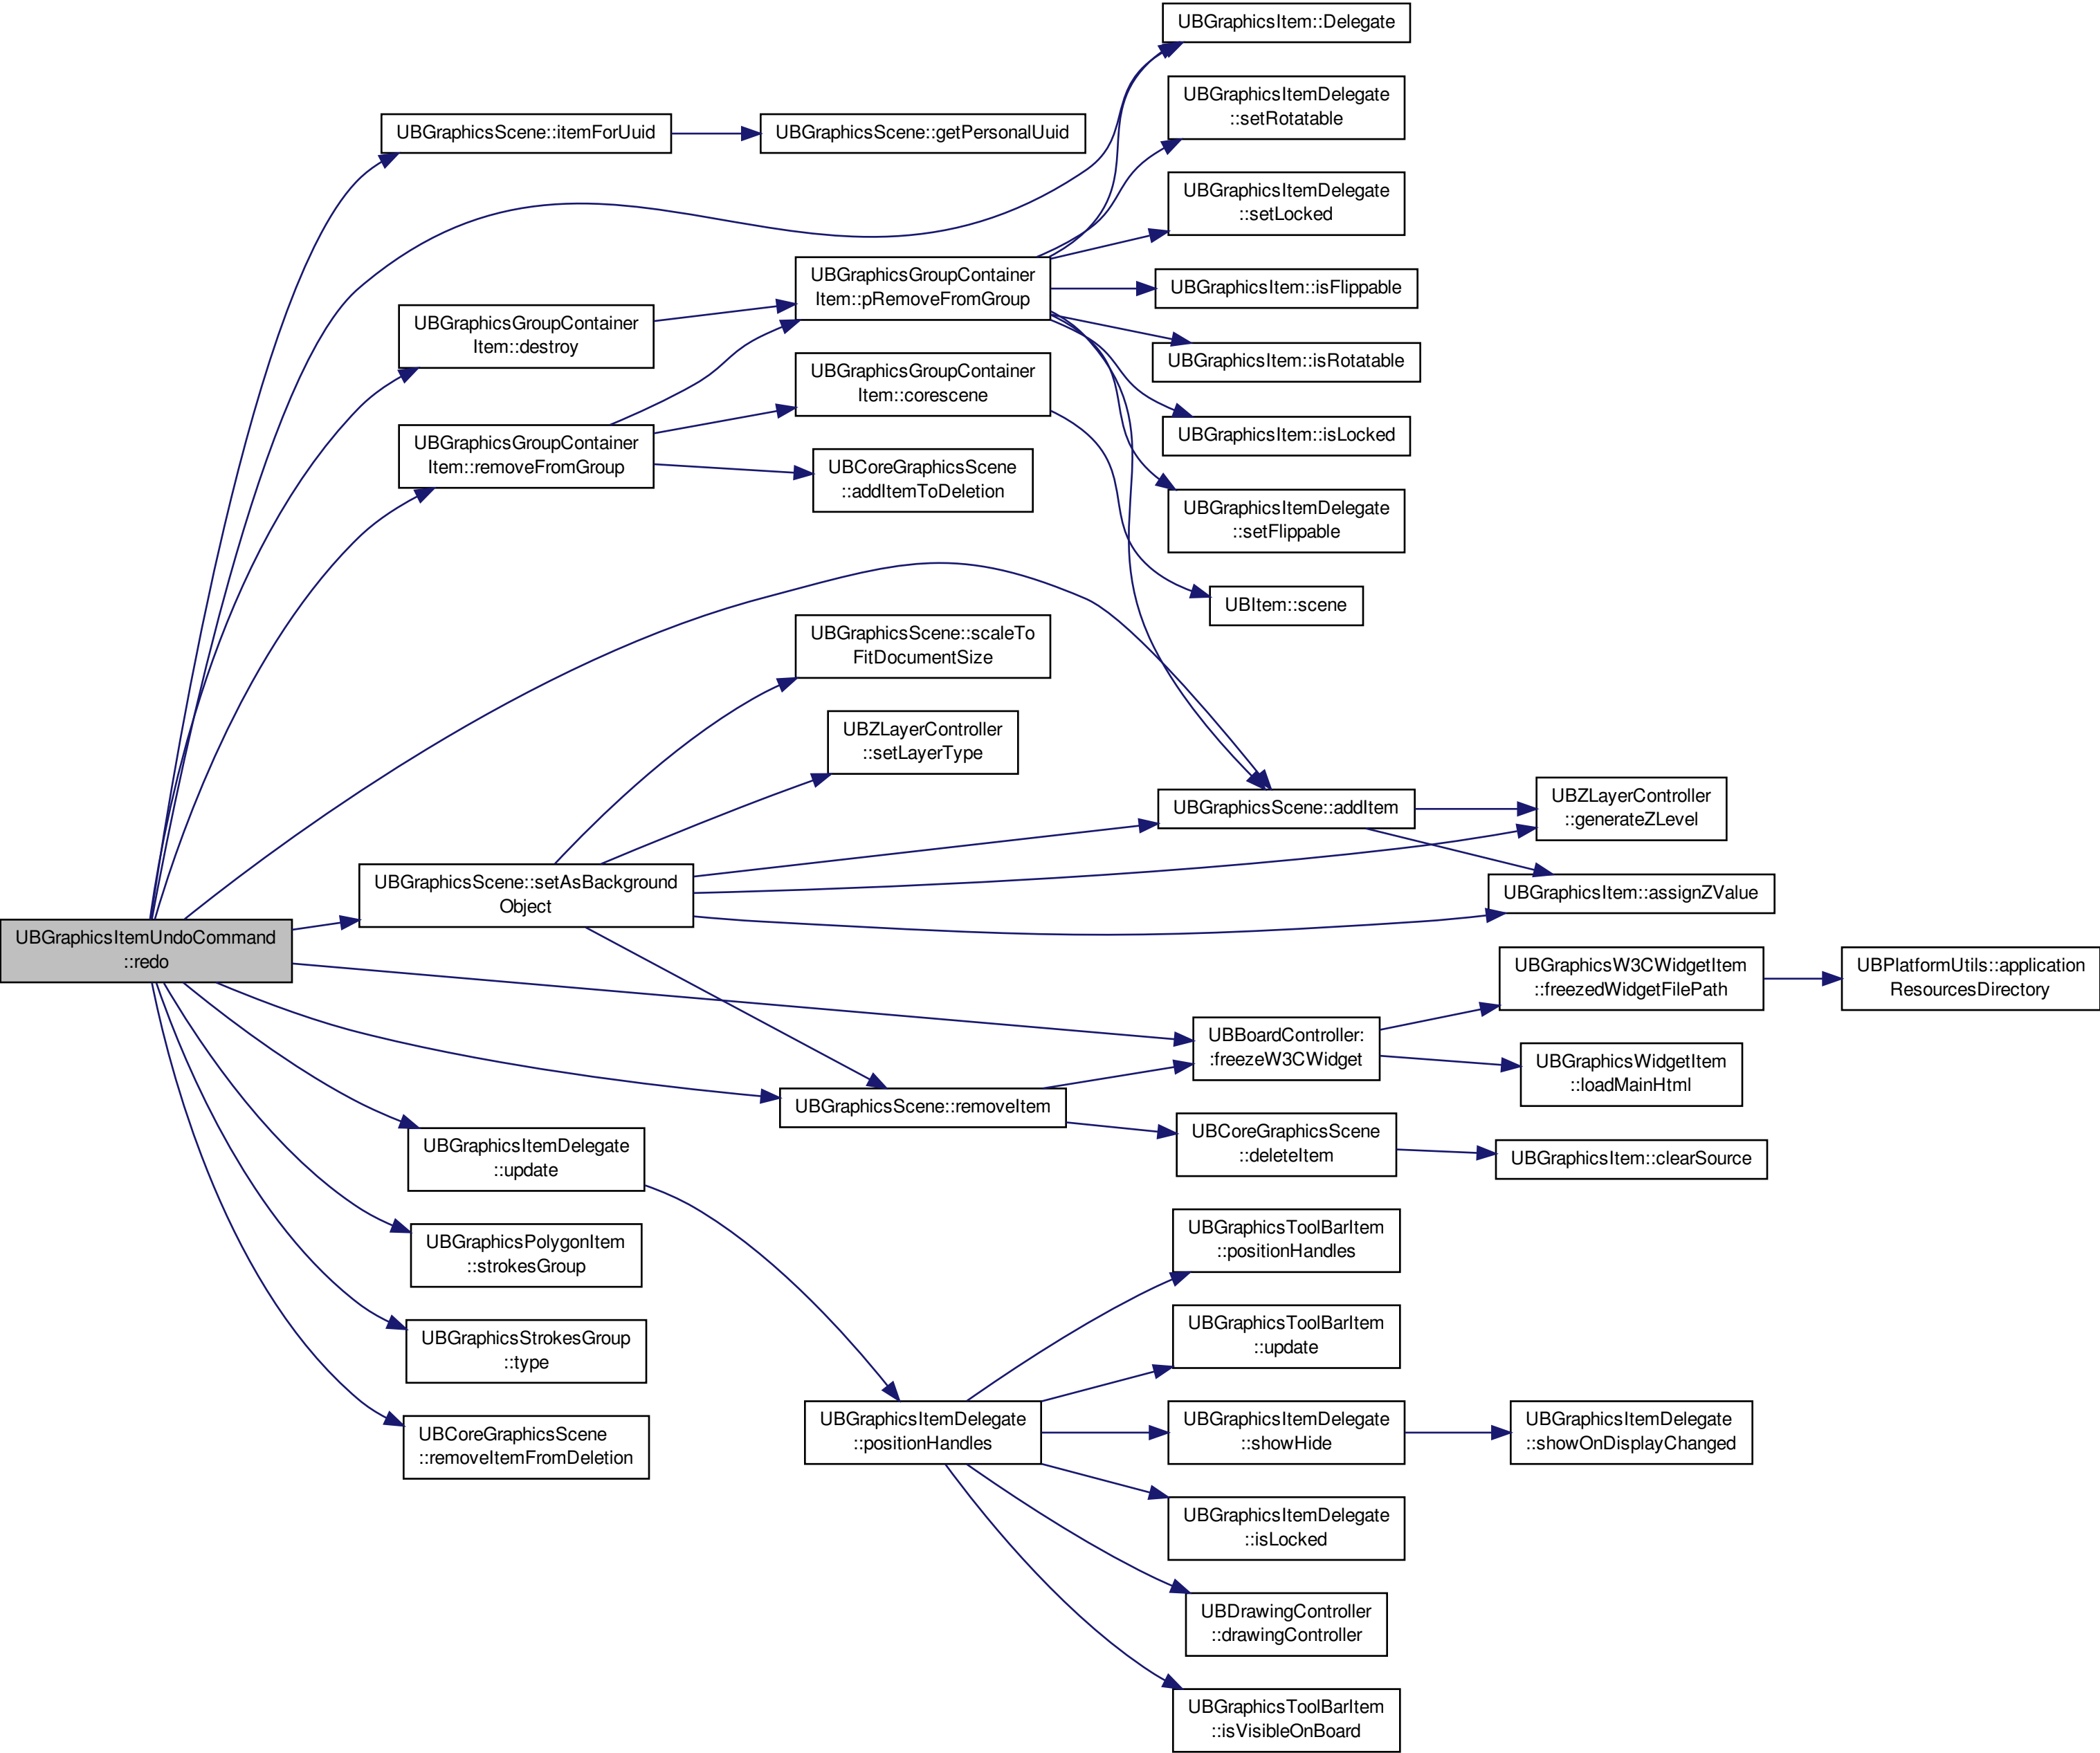 UBGraphicsItem::Delegate
UBGraphicsItemDelegate
::setRotatable
UBGraphicsScene::itemForUuid
UBGraphicsScene::getPersonalUuid
UBGraphicsItemDelegate
::setLocked
UBGraphicsGroupContainer
Item::pRemoveFromGroup
UBGraphicsItem::isFlippable
UBGraphicsGroupContainer
Item::destroy
UBGraphicsItem::isRotatable
UBGraphicsGroupContainer
Item::corescene
UBGraphicsItem::isLocked
UBGraphicsGroupContainer
Item::removeFromGroup
UBCoreGraphicsScene
::addItemToDeletion
UBGraphicsItemDelegate
::setFlippable
UBItem::scene
UBGraphicsScene::scaleTo
FitDocumentSize
UBZLayerController
::setLayerType
UBGraphicsScene::addItem
UBZLayerController
::generateZLevel
UBGraphicsScene::setAsBackground
Object
UBGraphicsItem::assignZValue
UBGraphicsItemUndoCommand
::redo
UBGraphicsW3CWidgetItem
::freezedWidgetFilePath
UBPlatformUtils::application
ResourcesDirectory
UBBoardController:
:freezeW3CWidget
UBGraphicsWidgetItem
::loadMainHtml
UBGraphicsScene::removeItem
UBCoreGraphicsScene
::deleteItem
UBGraphicsItem::clearSource
UBGraphicsItemDelegate
::update
UBGraphicsPolygonItem
::strokesGroup
UBGraphicsToolBarItem
::positionHandles
UBGraphicsStrokesGroup
::type
UBGraphicsToolBarItem
::update
UBCoreGraphicsScene
::removeItemFromDeletion
UBGraphicsItemDelegate
::positionHandles
UBGraphicsItemDelegate
::showHide
UBGraphicsItemDelegate
::showOnDisplayChanged
UBGraphicsItemDelegate
::isLocked
UBDrawingController
::drawingController
UBGraphicsToolBarItem
::isVisibleOnBoard